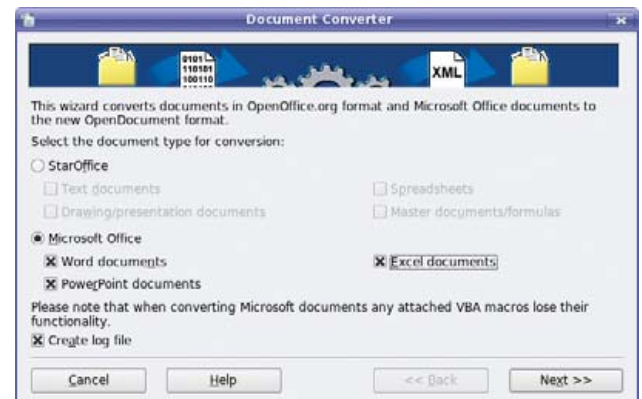 Document Converter
0101
110101
100110
XML
This wizard converts documents in OpenOffice.org format and Microsoft Office documents to
the new OpenDocument format.
Select the document type for conversion:
StarOffice
Text documents
Spreadsheets
Drawing/presentation documents
Master documents/formulas
Microsoft Office
Word documents
Excel documents
PowerPoint documents
Please note that when converting Microsoft documents any attached VBA macros lose their
functionality.
Create log file
Cancel
Help
<< Back
Next >>